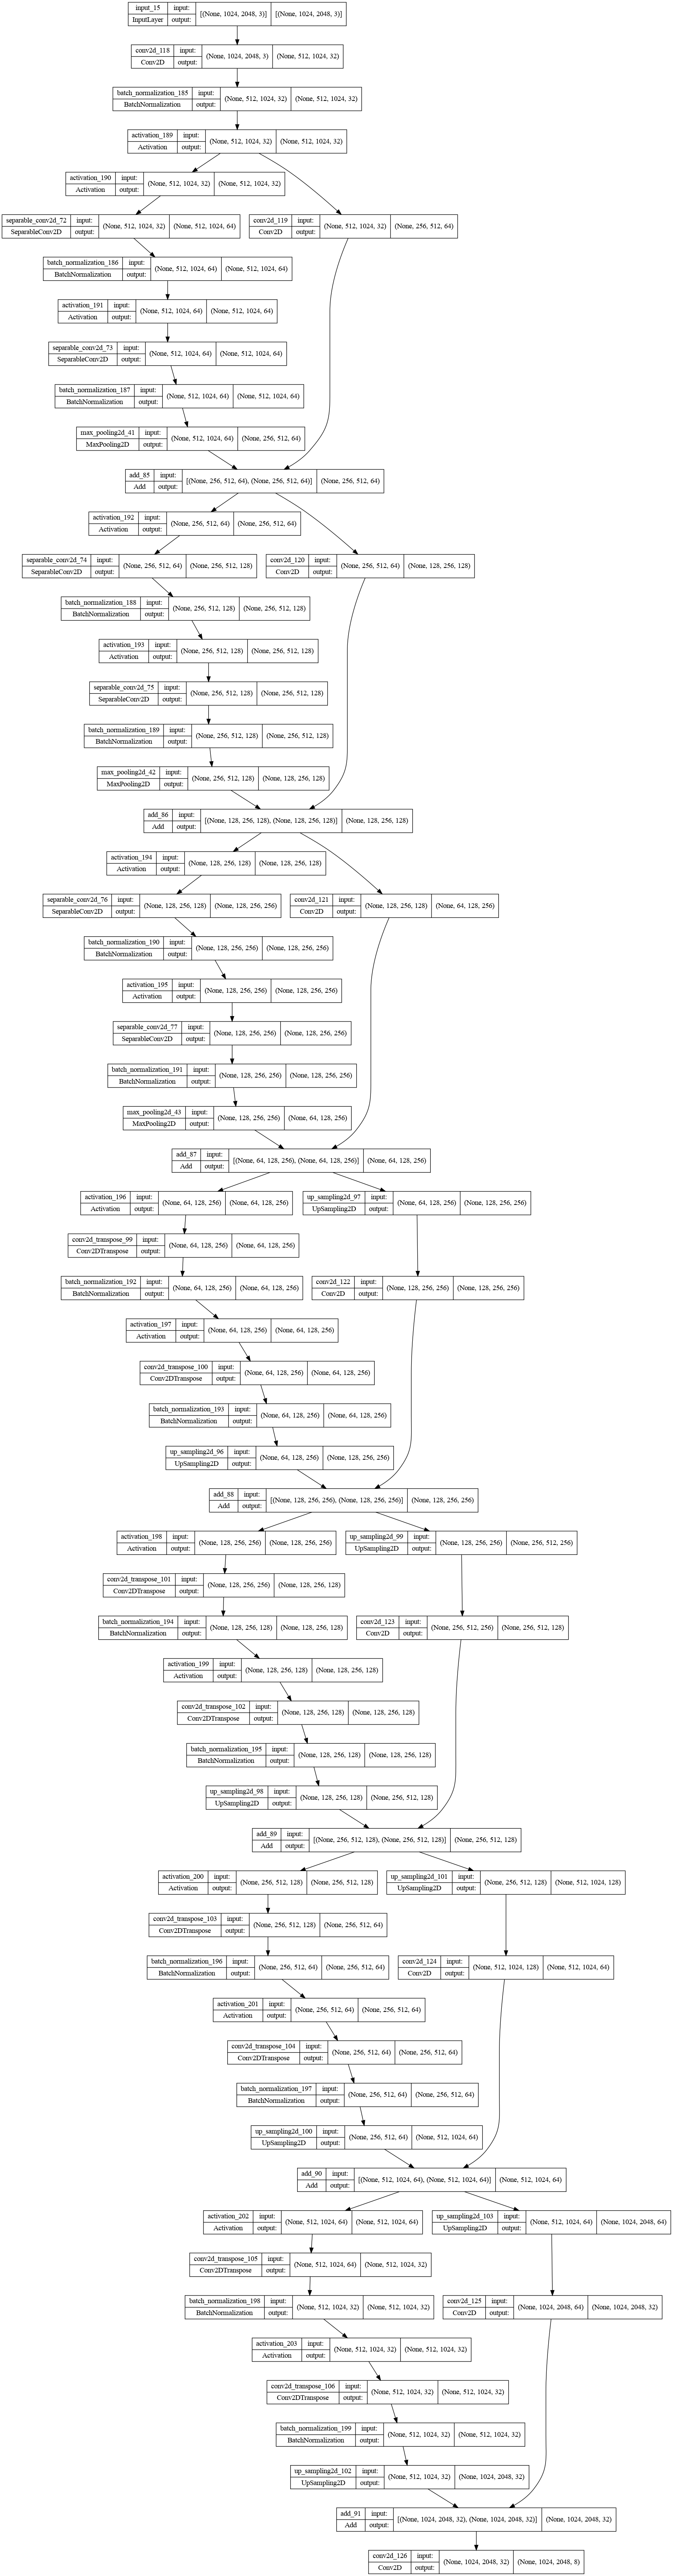 input_15 input: [(None, 1024, 2048, 3)] [(None, 1024, 2048, 3)]
InputLayer output:
conv2d_118 input: (None, 1024, 2048, 3) (None, 512, 1024, 32)
Conv2D output:
batch_normalization_185 input: (None, 512, 1024, 32) (None, 512, 1024, 32)
BatchNormalization output:
activation_189 input: (None, 512, 1024, 32) (None, 512, 1024, 32)
Activation output:
activation_190 input: (None, 512, 1024, 32) (None, 512, 1024, 32)
Activation output:
separable_conv2d_72 input: (None, 512, 1024, 32) (None, 512, 1024, 64)
SeparableConv2D output:
conv2d_119 input: (None, 512, 1024, 32) (None, 256, 512, 64)
Conv2D output:
batch_normalization_186 input: (None, 512, 1024, 64) (None, 512, 1024, 64)
BatchNormalization output:
activation_191 input: (None, 512, 1024, 64) (None, 512, 1024, 64)
Activation output:
separable_conv2d_73 input: (None, 512, 1024, 64) (None, 512, 1024, 64)
SeparableConv2D output:
batch_normalization_187 input: (None, 512, 1024, 64) (None, 512, 1024, 64)
BatchNormalization output:
max_pooling2d_41 input: (None, 512, 1024, 64) (None, 256, 512, 64)
MaxPooling2D output:
add_85 input: [(None, 256, 512, 64), (None, 256, 512, 64)] (None, 256, 512, 64)
Add output:
activation_192 input: (None, 256, 512, 64) (None, 256, 512, 64)
Activation output:
separable_conv2d_74 input: (None, 256, 512, 64) (None, 256, 512, 128)
SeparableConv2D output:
conv2d_120 input: (None, 256, 512, 64) (None, 128, 256, 128)
Conv2D output:
batch_normalization_188 input: (None, 256, 512, 128) (None, 256, 512, 128)
BatchNormalization output:
activation_193 input: (None, 256, 512, 128) (None, 256, 512, 128)
Activation output:
separable_conv2d_75 input: (None, 256, 512, 128) (None, 256, 512, 128)
SeparableConv2D output:
batch_normalization_189 input: (None, 256, 512, 128) (None, 256, 512, 128)
BatchNormalization output:
max_pooling2d_42 input: (None, 256, 512, 128) (None, 128, 256, 128)
MaxPooling2D output:
add_86 input: [(None, 128, 256, 128), (None, 128, 256, 128)] (None, 128, 256, 128)
Add output:
activation_194 input: (None, 128, 256, 128) (None, 128, 256, 128)
Activation output:
separable_conv2d_76 input: (None, 128, 256, 128) (None, 128, 256, 256)
SeparableConv2D output:
conv2d_121 input: (None, 128, 256, 128) (None, 64, 128, 256)
Conv2D output:
batch_normalization_190 input: (None, 128, 256, 256) (None, 128, 256, 256)
BatchNormalization output:
activation_195 input: (None, 128, 256, 256) (None, 128, 256, 256)
Activation output:
separable_conv2d_77 input: (None, 128, 256, 256) (None, 128, 256, 256)
SeparableConv2D output:
batch_normalization_191 input: (None, 128, 256, 256) (None, 128, 256, 256)
BatchNormalization output:
max_pooling2d_43 input: (None, 128, 256, 256) (None, 64, 128, 256)
MaxPooling2D output:
add_87 input: [(None, 64, 128, 256), (None, 64, 128, 256)] (None, 64, 128, 256)
Add output:
activation_196 input: (None, 64, 128, 256) (None, 64, 128, 256)
Activation output:
up_sampling2d_97 input: (None, 64, 128, 256) (None, 128, 256, 256)
UpSampling2D output:
conv2d_transpose_99 input: (None, 64, 128, 256) (None, 64, 128, 256)
Conv2DTranspose output:
batch_normalization_192 input: (None, 64, 128, 256) (None, 64, 128, 256)
BatchNormalization output:
conv2d_122 input: (None, 128, 256, 256) (None, 128, 256, 256)
Conv2D output:
activation_197 input: (None, 64, 128, 256) (None, 64, 128, 256)
Activation output:
conv2d_transpose_100 input: (None, 64, 128, 256) (None, 64, 128, 256)
Conv2DTranspose output:
batch_normalization_193 input: (None, 64, 128, 256) (None, 64, 128, 256)
BatchNormalization output:
up_sampling2d_96 input: (None, 64, 128, 256) (None, 128, 256, 256)
UpSampling2D output:
add_88 input: [(None, 128, 256, 256), (None, 128, 256, 256)] (None, 128, 256, 256)
Add output:
activation_198 input: (None, 128, 256, 256) (None, 128, 256, 256)
Activation output:
up_sampling2d_99 input: (None, 128, 256, 256) (None, 256, 512, 256)
UpSampling2D output:
conv2d_transpose_101 input: (None, 128, 256, 256) (None, 128, 256, 128)
Conv2DTranspose output:
batch_normalization_194 input: (None, 128, 256, 128) (None, 128, 256, 128)
BatchNormalization output:
conv2d_123 input: (None, 256, 512, 256) (None, 256, 512, 128)
Conv2D output:
activation_199 input: (None, 128, 256, 128) (None, 128, 256, 128)
Activation output:
conv2d_transpose_102 input: (None, 128, 256, 128) (None, 128, 256, 128)
Conv2DTranspose output:
batch_normalization_195 input: (None, 128, 256, 128) (None, 128, 256, 128)
BatchNormalization output:
up_sampling2d_98 input: (None, 128, 256, 128) (None, 256, 512, 128)
UpSampling2D output:
add_89 input: [(None, 256, 512, 128), (None, 256, 512, 128)] (None, 256, 512, 128)
Add output:
activation_200 input: (None, 256, 512, 128) (None, 256, 512, 128)
Activation output:
up_sampling2d_101 input: (None, 256, 512, 128) (None, 512, 1024, 128)
UpSampling2D output:
conv2d_transpose_103 input: (None, 256, 512, 128) (None, 256, 512, 64)
Conv2DTranspose output:
batch_normalization_196 input: (None, 256, 512, 64) (None, 256, 512, 64)
BatchNormalization output:
conv2d_124 input: (None, 512, 1024, 128) (None, 512, 1024, 64)
Conv2D output:
activation_201 input: (None, 256, 512, 64) (None, 256, 512, 64)
Activation output:
conv2d_transpose_104 input: (None, 256, 512, 64) (None, 256, 512, 64)
Conv2DTranspose output:
batch_normalization_197 input: (None, 256, 512, 64) (None, 256, 512, 64)
BatchNormalization output:
up_sampling2d_100 input: (None, 256, 512, 64) (None, 512, 1024, 64)
UpSampling2D output:
add_90 input: [(None, 512, 1024, 64), (None, 512, 1024, 64)] (None, 512, 1024, 64)
Add output:
activation_202 input: (None, 512, 1024, 64) (None, 512, 1024, 64)
Activation output:
up_sampling2d_103 input: (None, 512, 1024, 64) (None, 1024, 2048, 64)
UpSampling2D output:
conv2d_transpose_105 input: (None, 512, 1024, 64) (None, 512, 1024, 32)
Conv2DTranspose output:
batch_normalization_198 input: (None, 512, 1024, 32) (None, 512, 1024, 32)
BatchNormalization output:
conv2d_125 input: (None, 1024, 2048, 64) (None, 1024, 2048, 32)
Conv2D output:
activation_203 input: (None, 512, 1024, 32) (None, 512, 1024, 32)
Activation output:
conv2d_transpose_106 input: (None, 512, 1024, 32) (None, 512, 1024, 32)
Conv2DTranspose output:
batch_normalization_199 input: (None, 512, 1024, 32) (None, 512, 1024, 32)
BatchNormalization output:
up_sampling2d_102 input: (None, 512, 1024, 32) (None, 1024, 2048, 32)
UpSampling2D output:
add_91 input: [(None, 1024, 2048, 32), (None, 1024, 2048, 32)] (None, 1024, 2048, 32)
Add output:
conv2d_126 input: (None, 1024, 2048, 32) (None, 1024, 2048, 8)
Conv2D output: